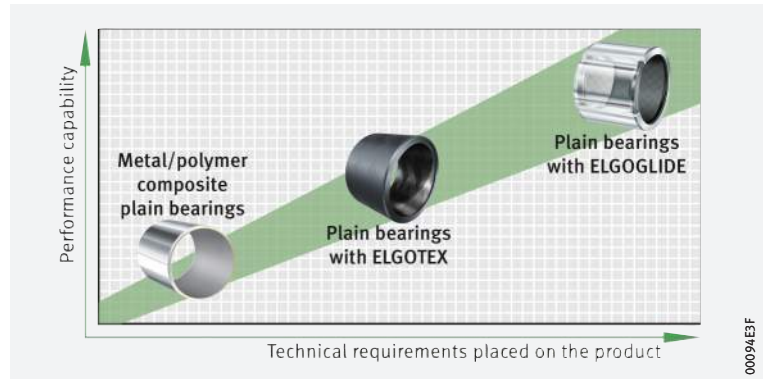 Performance capability
Metal/polymer
composite
plain bearings
Plain bearings
with ELGOTEX
Plain bearings
with ELGOGLIDE
Technical requirements placed on the product
00094E3F